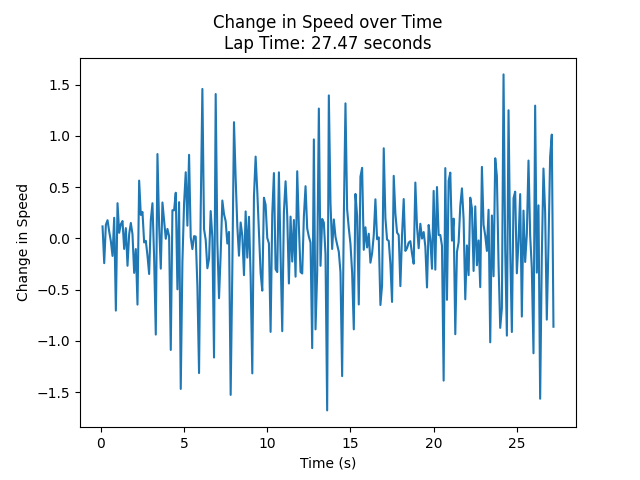 Change in Speed over Time
Lap Time: 27.47 seconds
Change in Speed
1.5
1.0
0.5
0.0
−0.5
−1.0
−1.5
0 5 10 15 20 25
Time (s)